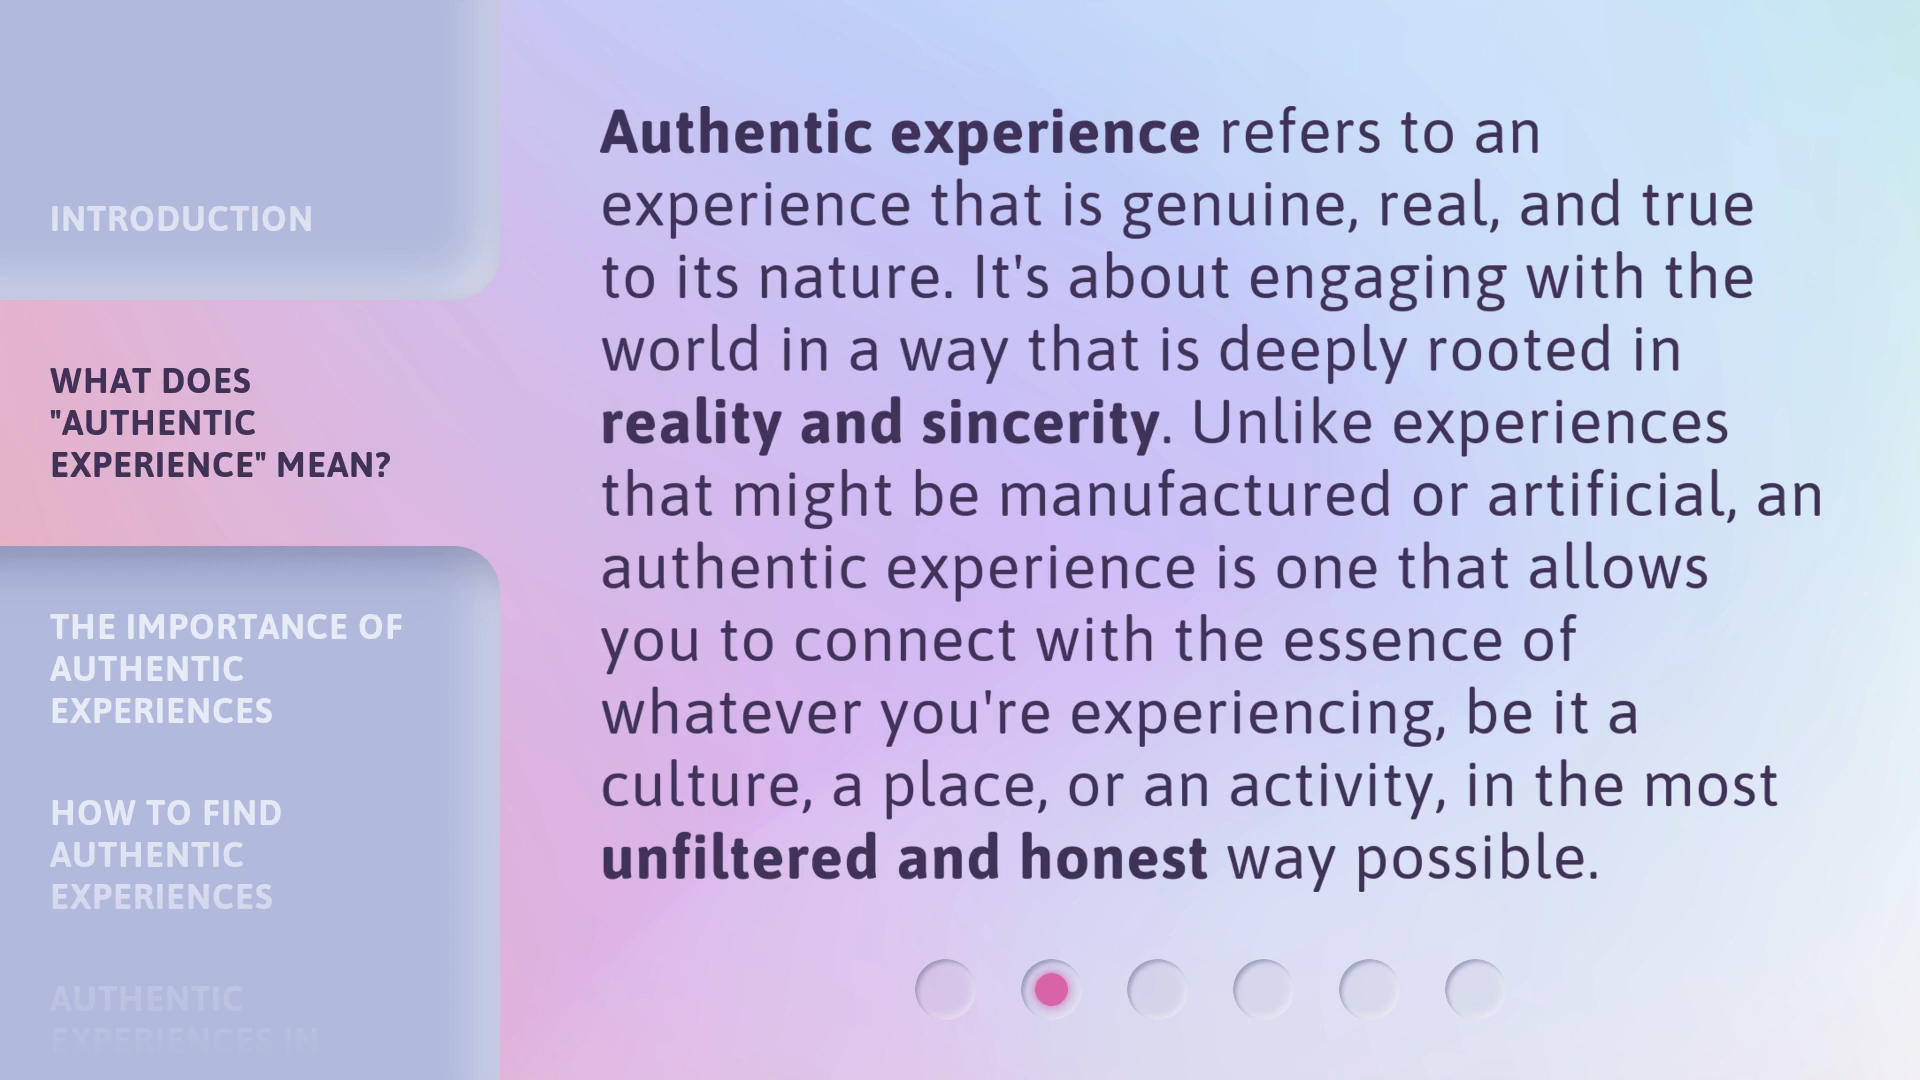 INTRODUCTION
WHAT DOES
"AUTHENTIC
EXPERIENCE" MEAN?
THE IMPORTANCE OF
AUTHENTIC
EXPERIENCES
HOW TO FIND
AUTHENTIC
EXPERIENCES
AUTHENTIC
EXPERIENCES IN
Authentic experience refers to an
experience that is genuine, real, and true
to its nature. It's about engaging with the
world in a way that is deeply rooted in
reality and sincerity. Unlike experiences
that might be manufactured or artificial, an
authentic experience is one that allows
you to connect with the essence of
whatever you're experiencing, be it a
culture, a place, or an activity, in the most
unfiltered and honest way possible.